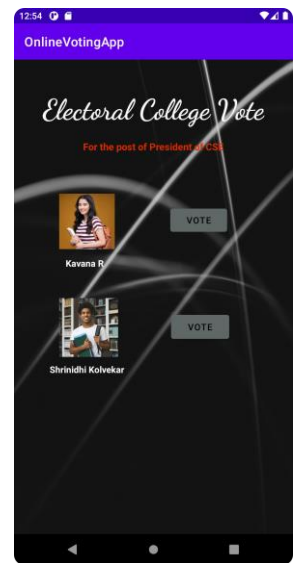 12:54
OnlineVotingApp
Electoral College Vote
For the post of President of CSE
VOTE
Kavana R
VOTE
Shrinidhi Kolvekar